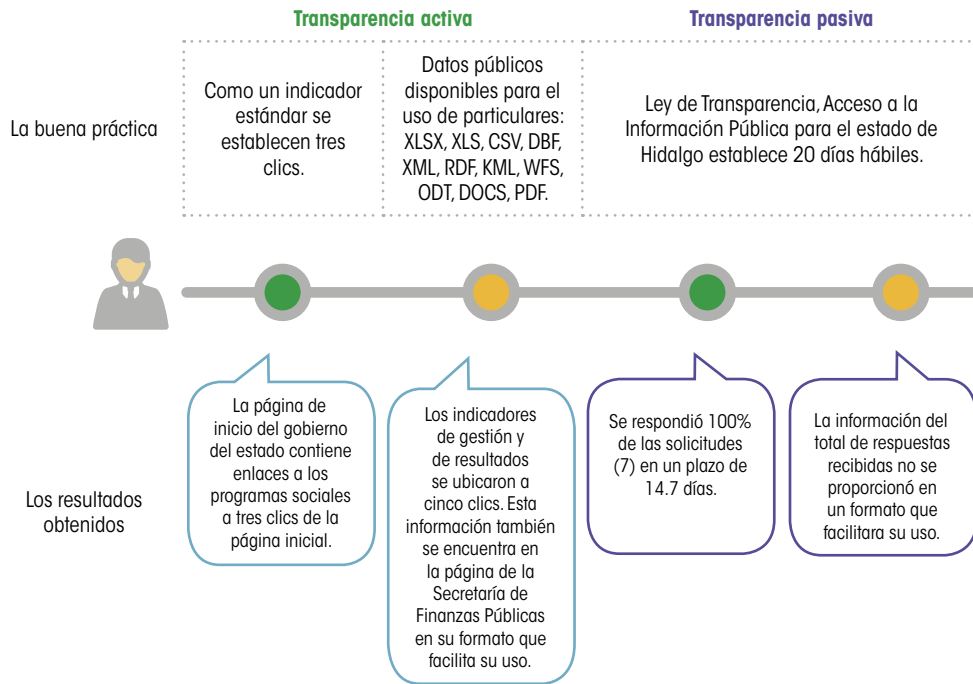 Transparencia activa
Transparencia pasiva
La buena práctica
Como un indicador
estándar se
establecen tres
clics.
Datos públicos
disponibles para el
uso de particulares:
XLSX, XLS, CSV, DBF,
XML, RDF, KML, WFS,
ODT, DOCS, PDF.
Ley de Transparencia, Acceso a la
Información Pública para el estado de
Hidalgo establece 20 días hábiles.
Los resultados
obtenidos
La página de
inicio del gobierno
del estado contiene
enlaces a los
programas sociales
a tres clics de la
página inicial.
Los indicadores
de gestión y
de resultados
se ubicaron a
cinco clics. Esta
información también
se encuentra en
la página de la
Secretaría de
Finanzas Públicas
en su formato que
facilita su uso.
Se respondió 100%
de las solicitudes
(7) en un plazo de
14.7 días.
La información del
total de respuestas
recibidas no se
proporcionó en
un formato que
facilitara su uso.